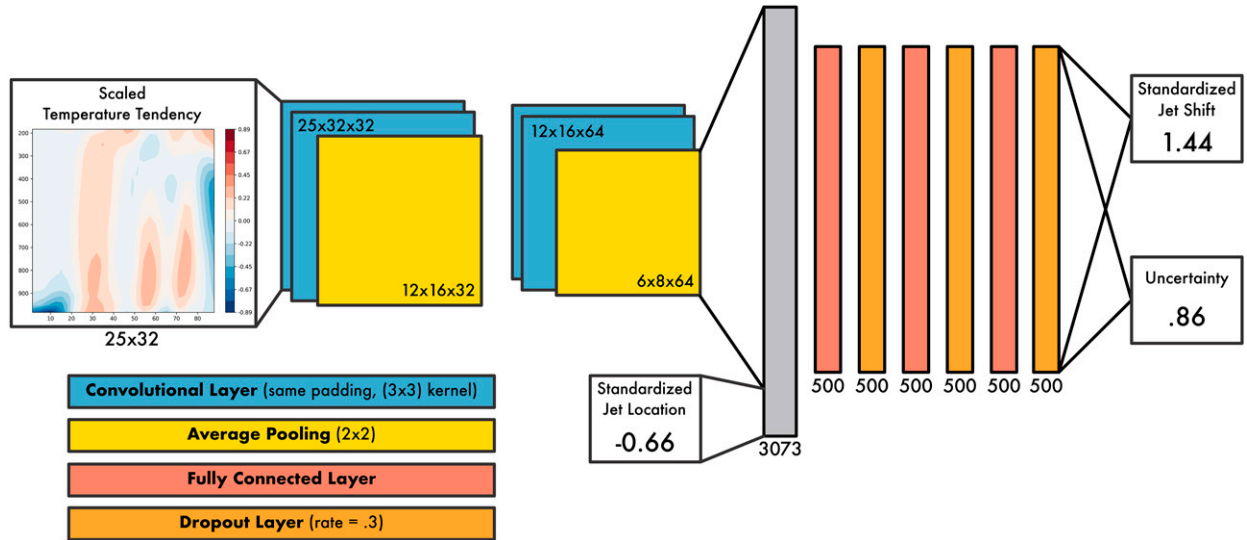 Scaled
Temperature Tendency
200
300
400
500
600
700
800
900
10 20 30 40 50 60 70 80
0.89
0.67
0.45
0.22
0.00
-0.22
-0.45
-0.67
-0.89
25x32
25x32x32
12x16x32
12x16x64
6x8x64
Standardized
Jet Location
-0.66
3073
500 500 500 500 500 500
Standardized
Jet Shift
1.44
Uncertainty
.86
Convolutional Layer (same padding, (3x3) kernel)
Average Pooling (2x2)
Fully Connected Layer
Dropout Layer (rate = .3)